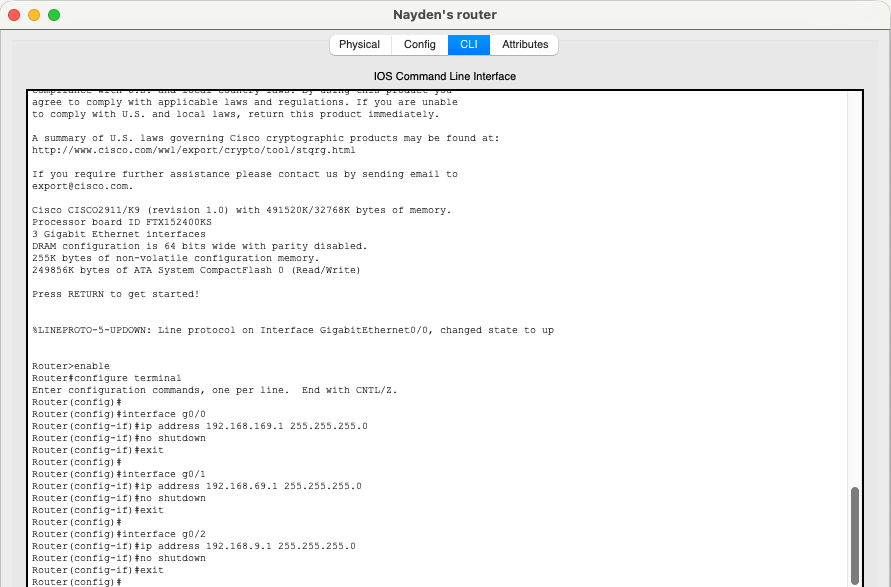 Nayden's router
Physical Config CLI Attributes
IOS Command Line Interface
compliance with U.S. and local country laws. By using this product you
agree to comply with applicable laws and regulations. If you are unable
to comply with U.S. and local laws, return this product immediately.
A summary of U.S. laws governing Cisco cryptographic products may be found at:
http://www.cisco.com/wwl/export/crypto/tool/stqrg.html
If you require further assistance please contact us by sending email to
export@cisco.com.
Cisco CISCO2911/K9 (revision 1.0) with 491520K/32768K bytes of memory.
Processor board ID FTX152400KS
3 Gigabit Ethernet interfaces
DRAM configuration is 64 bits wide with parity disabled.
255K bytes of non-volatile configuration memory.
249856K bytes of ATA System CompactFlash 0 (Read/Write)
Press RETURN to get started!
%LINEPROTO-5-UPDOWN: Line protocol on Interface GigabitEthernet0/0, changed state to up
Router>enable
Router#configure terminal
Enter configuration commands, one per line.  End with CNTL/Z.
Router(config)#
Router(config)#interface g0/0
Router(config-if)#ip address 192.168.169.1 255.255.255.0
Router(config-if)#no shutdown
Router(config-if)#exit
Router(config)#
Router(config)#interface g0/1
Router(config-if)#ip address 192.168.69.1 255.255.255.0
Router(config-if)#no shutdown
Router(config-if)#exit
Router(config)#
Router(config)#interface g0/2
Router(config-if)#ip address 192.168.9.1 255.255.255.0
Router(config-if)#no shutdown
Router(config-if)#exit
Router(config)#